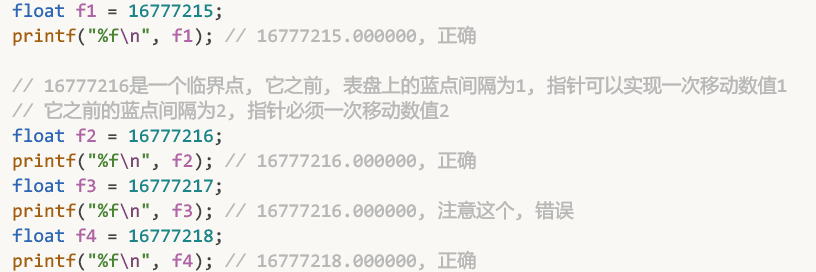 float f1 = 16777215;
printf("%f\n", f1); // 16777215.000000, 正确
// 16777216是一个临界点, 它之前, 表盘上的蓝点间隔为1, 指针可以实现一次移动数值1
// 它之前的蓝点间隔为2, 指针必须一次移动数值2
float f2 = 16777216;
printf("%f\n", f2); // 16777216.000000, 正确
float f3 = 16777217;
printf("%f\n", f3); // 16777216.000000, 注意这个, 错误
float f4 = 16777218;
printf("%f\n", f4); // 16777218.000000, 正确